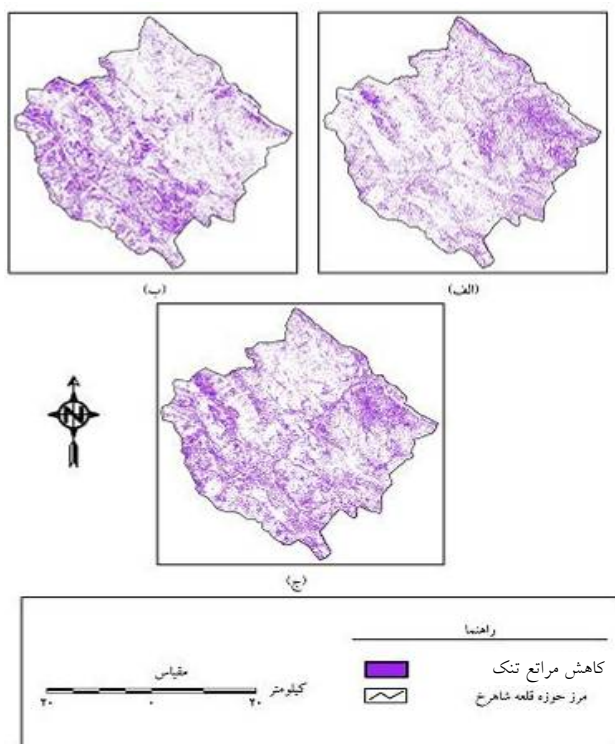 (الف)
(ب)
N
(ج)
راهنما
کاهش مراتع تنک
مرز حوزه قلعه شاهرخ
مقیاس
کیلومتر
۲۰ ۰ ۲۰